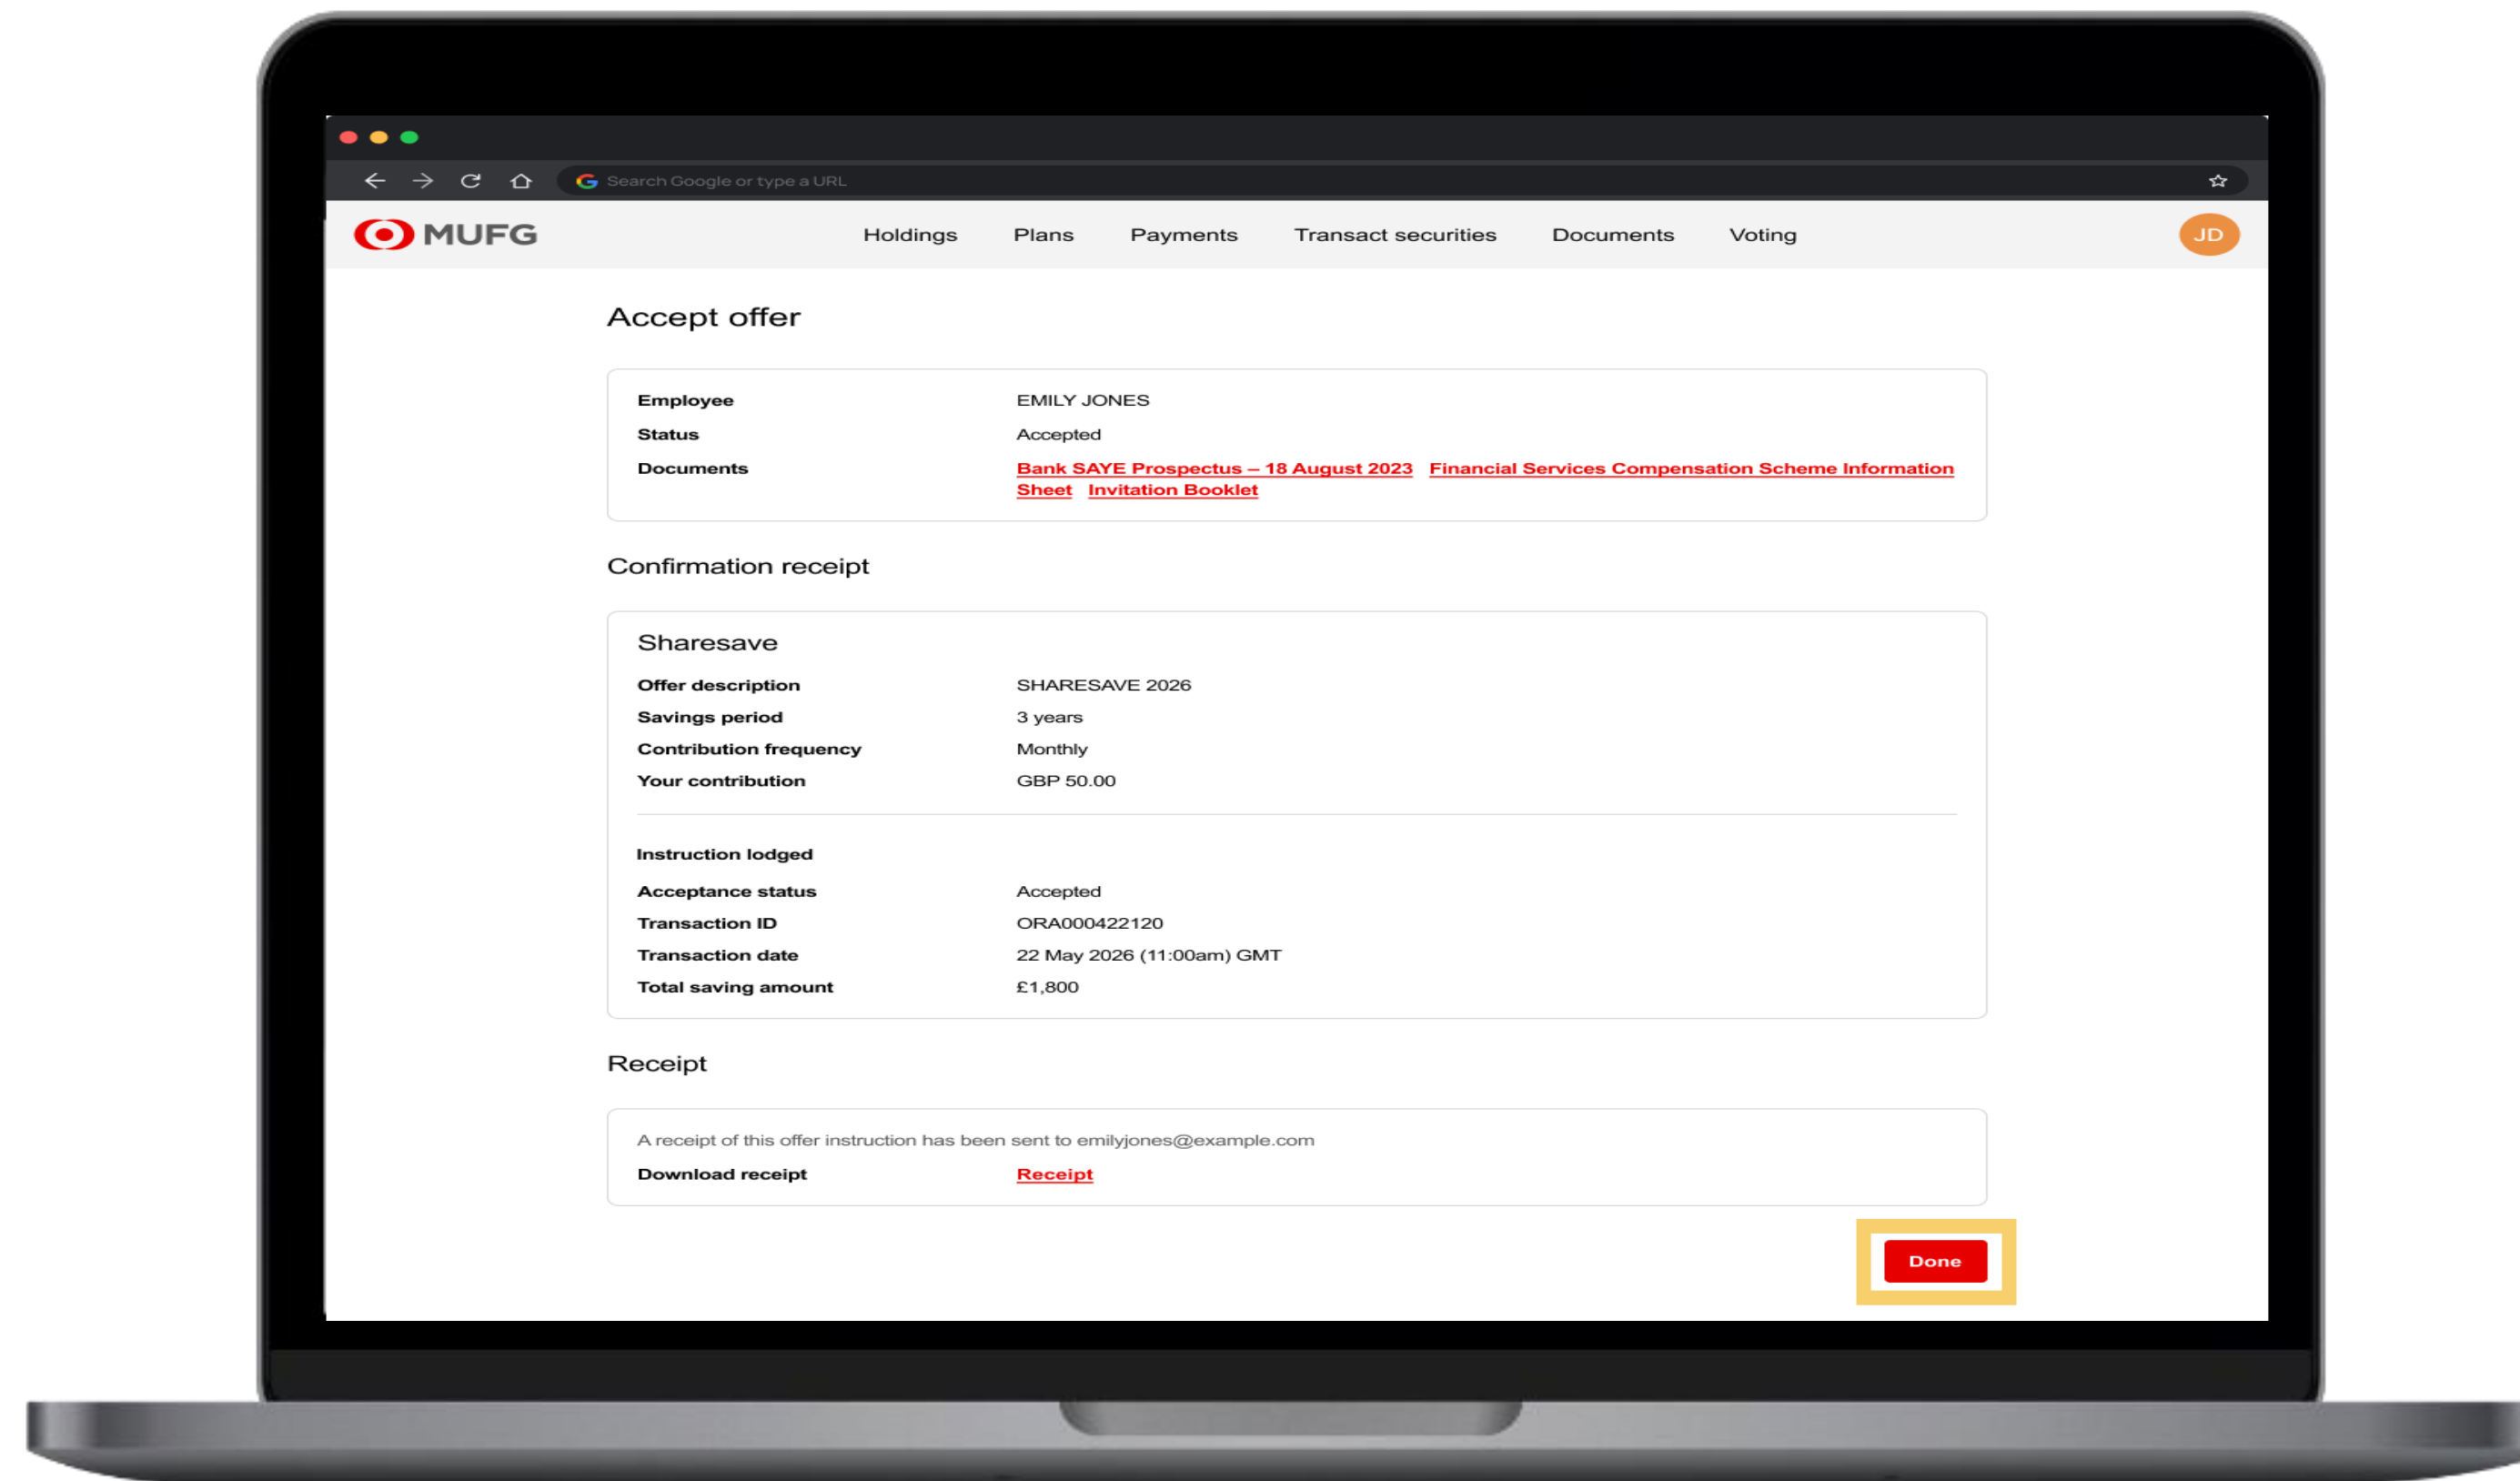 Search Google or type a URL
MUFG Holdings Plans Payments Transact securities Documents Voting JD
Accept offer
Employee EMILY JONES
Status Accepted
Documents Bank SAYE Prospectus – 18 August 2023 Financial Services Compensation Scheme Information
Sheet Invitation Booklet
Confirmation receipt
Sharesave
Offer description SHARESAVE 2026
Savings period 3 years
Contribution frequency Monthly
Your contribution GBP 50.00
Instruction lodged
Acceptance status Accepted
Transaction ID ORA000422120
Transaction date 22 May 2026 (11:00am) GMT
Total saving amount £1,800
Receipt
A receipt of this offer instruction has been sent to emilyjones@example.com
Download receipt Receipt
Done